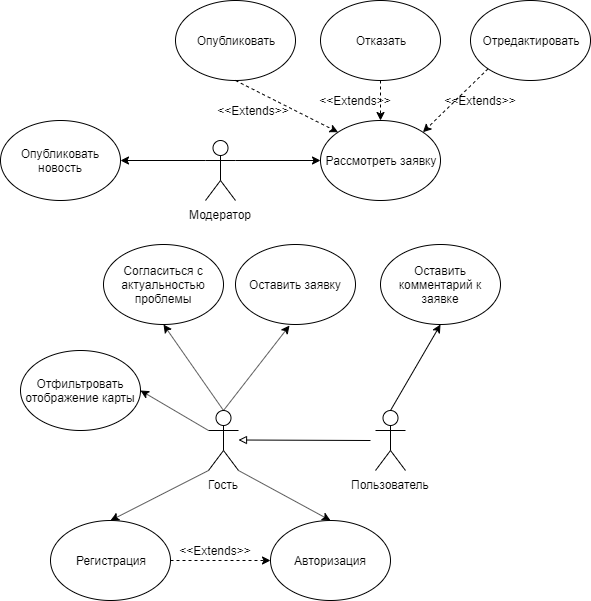 Опубликовать
Отказать
Отредактировать
<<Extends>>
<<Extends>>
<<Extends>>
Опубликовать
новость
Рассмотреть заявку
Модератор
Согласиться с
актуальностью
проблемы
Оставить заявку
Оставить
комментарий к
заявке
Отфильтровать
отображение карты
Гость
Пользователь
Регистрация
<<Extends>>
Авторизация